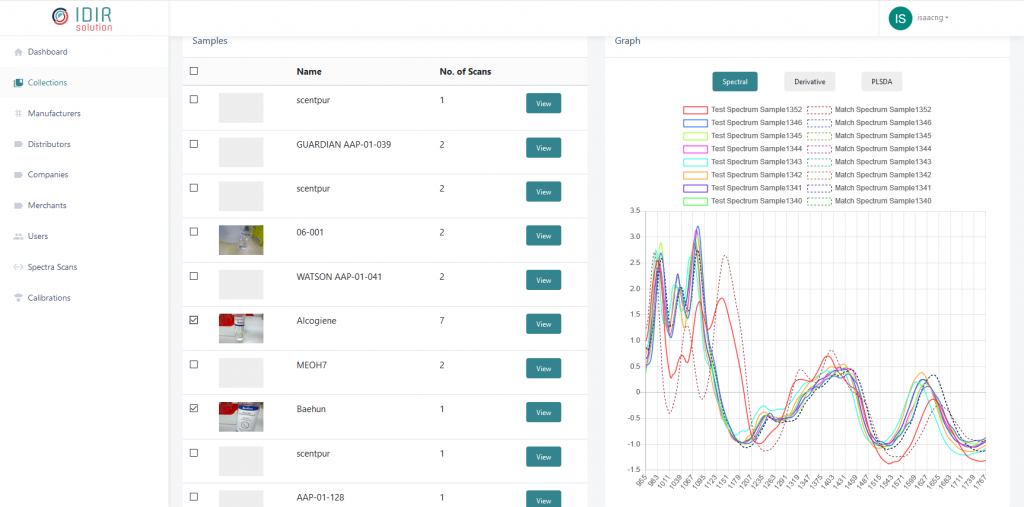 IDIR
solution
IS isaacng
Dashboard
Collections
Manufacturers
Distributors
Companies
Merchants
Users
Spectra Scans
Calibrations
Samples
Name No. of Scans
scentpur 1 View
GUARDIAN AAP-01-039 2 View
scentpur 2 View
06-001 2 View
WATSON AAP-01-041 2 View
Alcogiene 7 View
MEOH7 2 View
Baehun 1 View
scentpur 1 View
AAP-01-128 1 View
Graph
Spectral Derivative PLSDA
Test Spectrum Sample1352 Match Spectrum Sample1352
Test Spectrum Sample1346 Match Spectrum Sample1346
Test Spectrum Sample1345 Match Spectrum Sample1345
Test Spectrum Sample1344 Match Spectrum Sample1344
Test Spectrum Sample1343 Match Spectrum Sample1343
Test Spectrum Sample1342 Match Spectrum Sample1342
Test Spectrum Sample1341 Match Spectrum Sample1341
Test Spectrum Sample1340 Match Spectrum Sample1340
3.5
3.0
2.5
2.0
1.5
1.0
0.5
0
-0.5
-1.0
-1.5
955 983 1011 1039 1067 1095 1123 1151 1179 1207 1235 1263 1291 1319 1347 1375 1403 1431 1459 1487 1515 1543 1571 1599 1627 1655 1683 1711 1739 1767